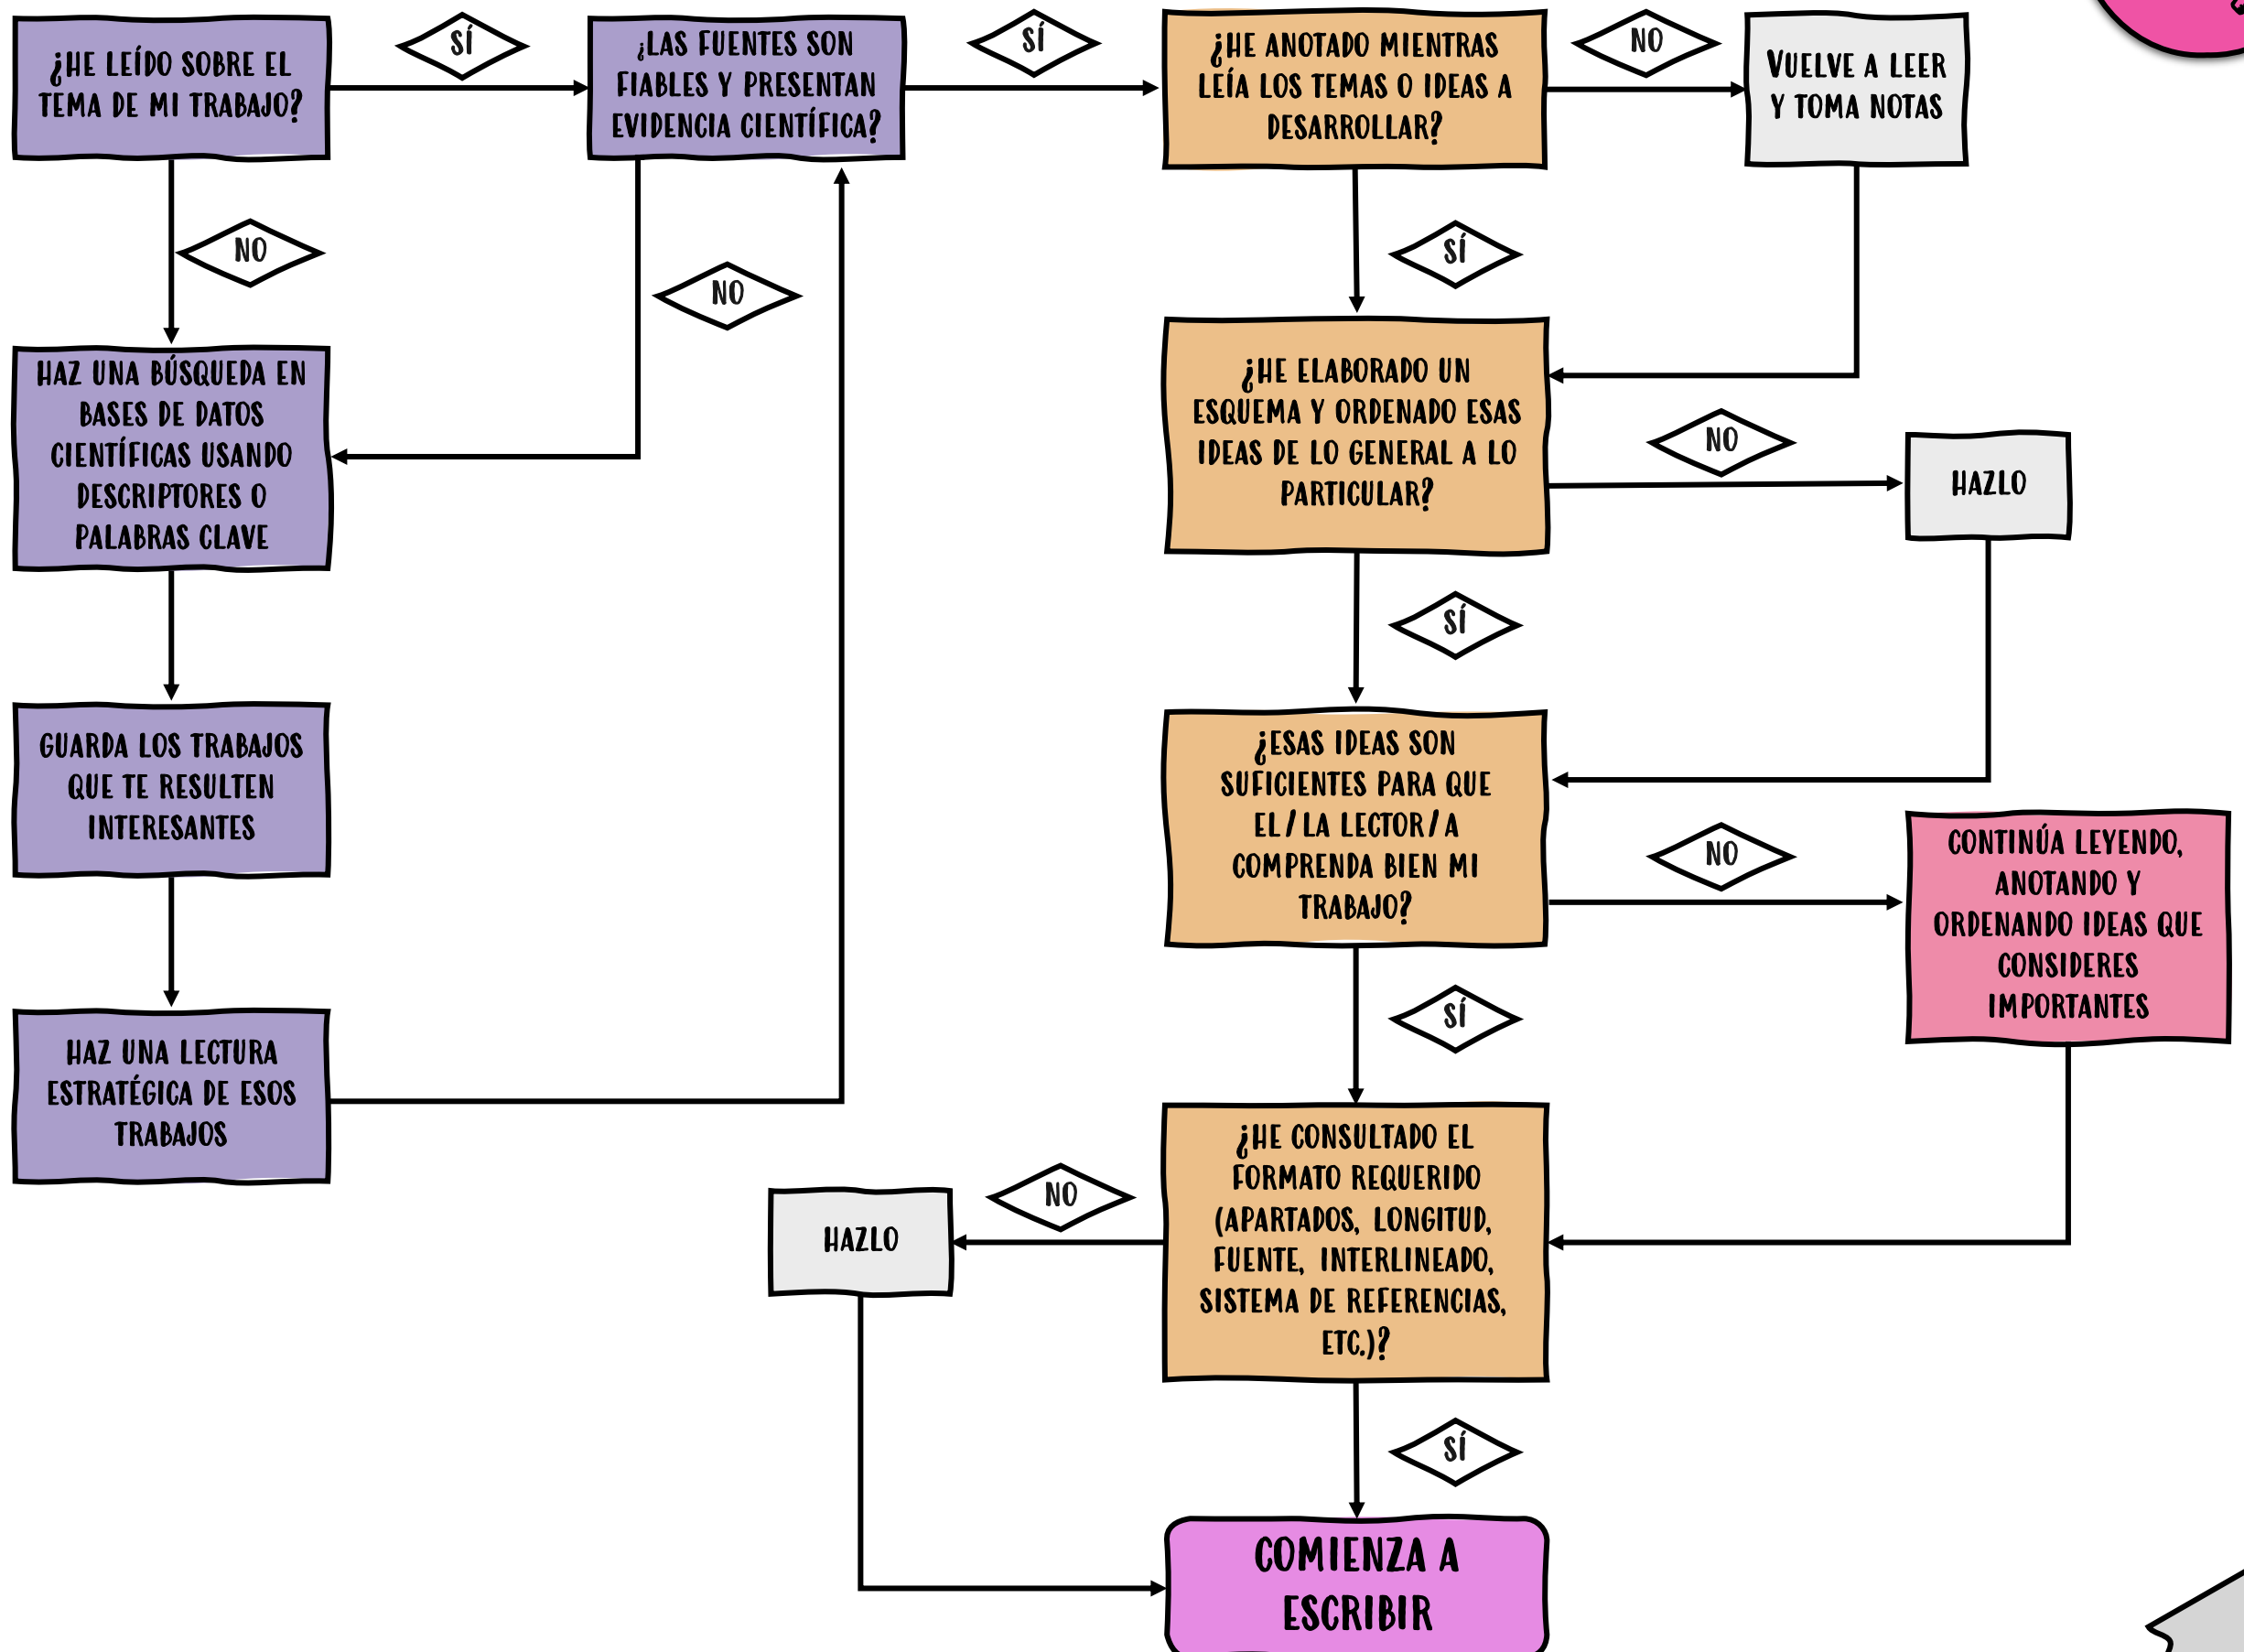 ¿HE LEÍDO SOBRE EL
TEMA DE MI TRABAJO?
SÍ
¿LAS FUENTES SON
FIABLES Y PRESENTAN
EVIDENCIA CIENTÍFICA?
SÍ
¿HE ANOTADO MIENTRAS
LEÍA LOS TEMAS O IDEAS A
DESARROLLAR?
NO
VUELVE A LEER
Y TOMA NOTAS
NO
NO
SÍ
HAZ UNA BÚSQUEDA EN
BASES DE DATOS
CIENTÍFICAS USANDO
DESCRIPTORES O
PALABRAS CLAVE
¿HE ELABORADO UN
ESQUEMA Y ORDENADO ESAS
IDEAS DE LO GENERAL A LO
PARTICULAR?
NO
HAZLO
SÍ
GUARDA LOS TRABAJOS
QUE TE RESULTEN
INTERESANTES
¿ESAS IDEAS SON
SUFICIENTES PARA QUE
EL/LA LECTOR/A
COMPRENDA BIEN MI
TRABAJO?
NO
CONTINÚA LEYENDO,
ANOTANDO Y
ORDENANDO IDEAS QUE
CONSIDERES
IMPORTANTES
SÍ
HAZ UNA LECTURA
ESTRATÉGICA DE ESOS
TRABAJOS
¿HE CONSULTADO EL
FORMATO REQUERIDO
(APARTADOS, LONGITUD,
FUENTE, INTERLINEADO,
SISTEMA DE REFERENCIAS,
ETC.)?
NO
HAZLO
SÍ
COMIENZA A
ESCRIBIR